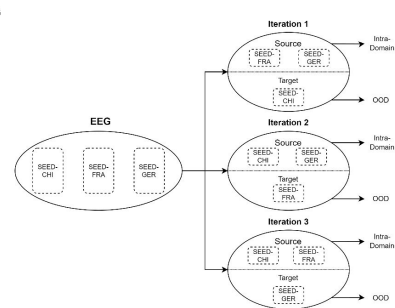 Iteration 1
Source
SEED-
FRA
SEED-
GER
Target
SEED-
CHI
Intra-
Domain
OOD
EEG
SEED-
CHI
SEED-
FRA
SEED-
GER
Iteration 2
Source
SEED-
CHI
SEED-
GER
Target
SEED-
FRA
Intra-
Domain
OOD
Iteration 3
Source
SEED-
CHI
SEED-
FRA
Target
SEED-
GER
Intra-
Domain
OOD